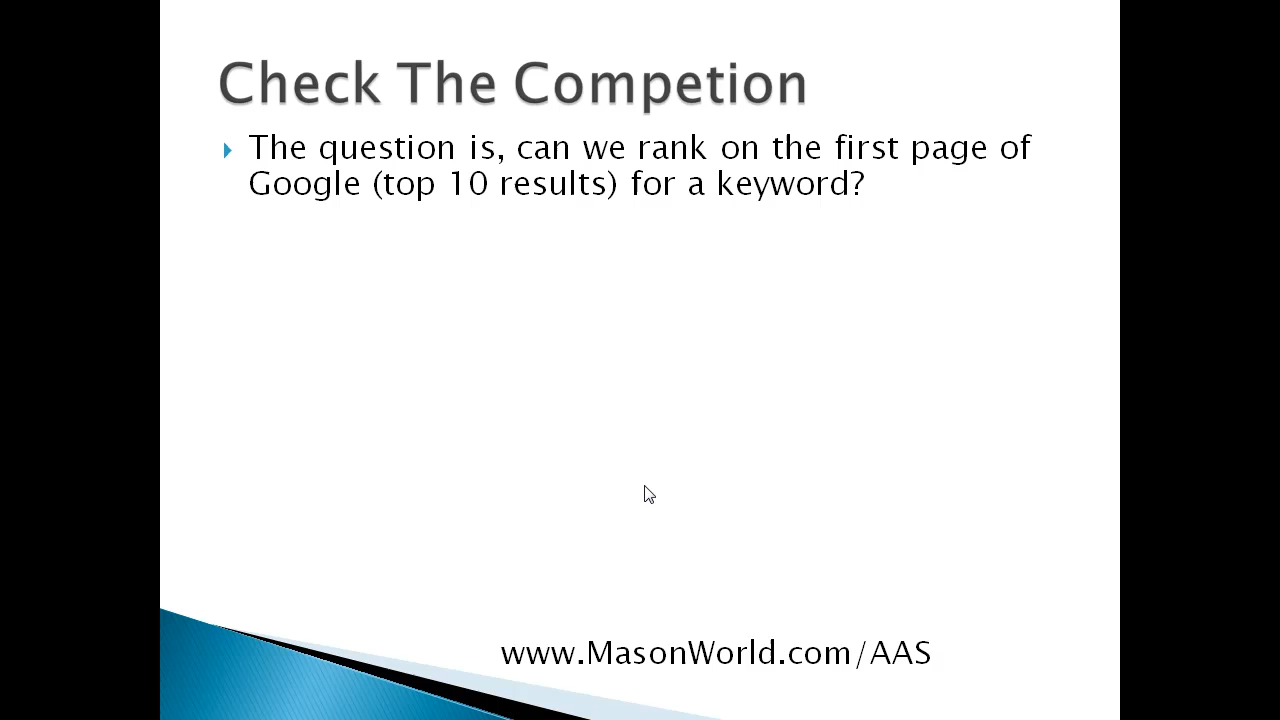 Check The Competion
The question is, can we rank on the first page of
Google (top 10 results) for a keyword?
www.MasonWorld.com/AAS